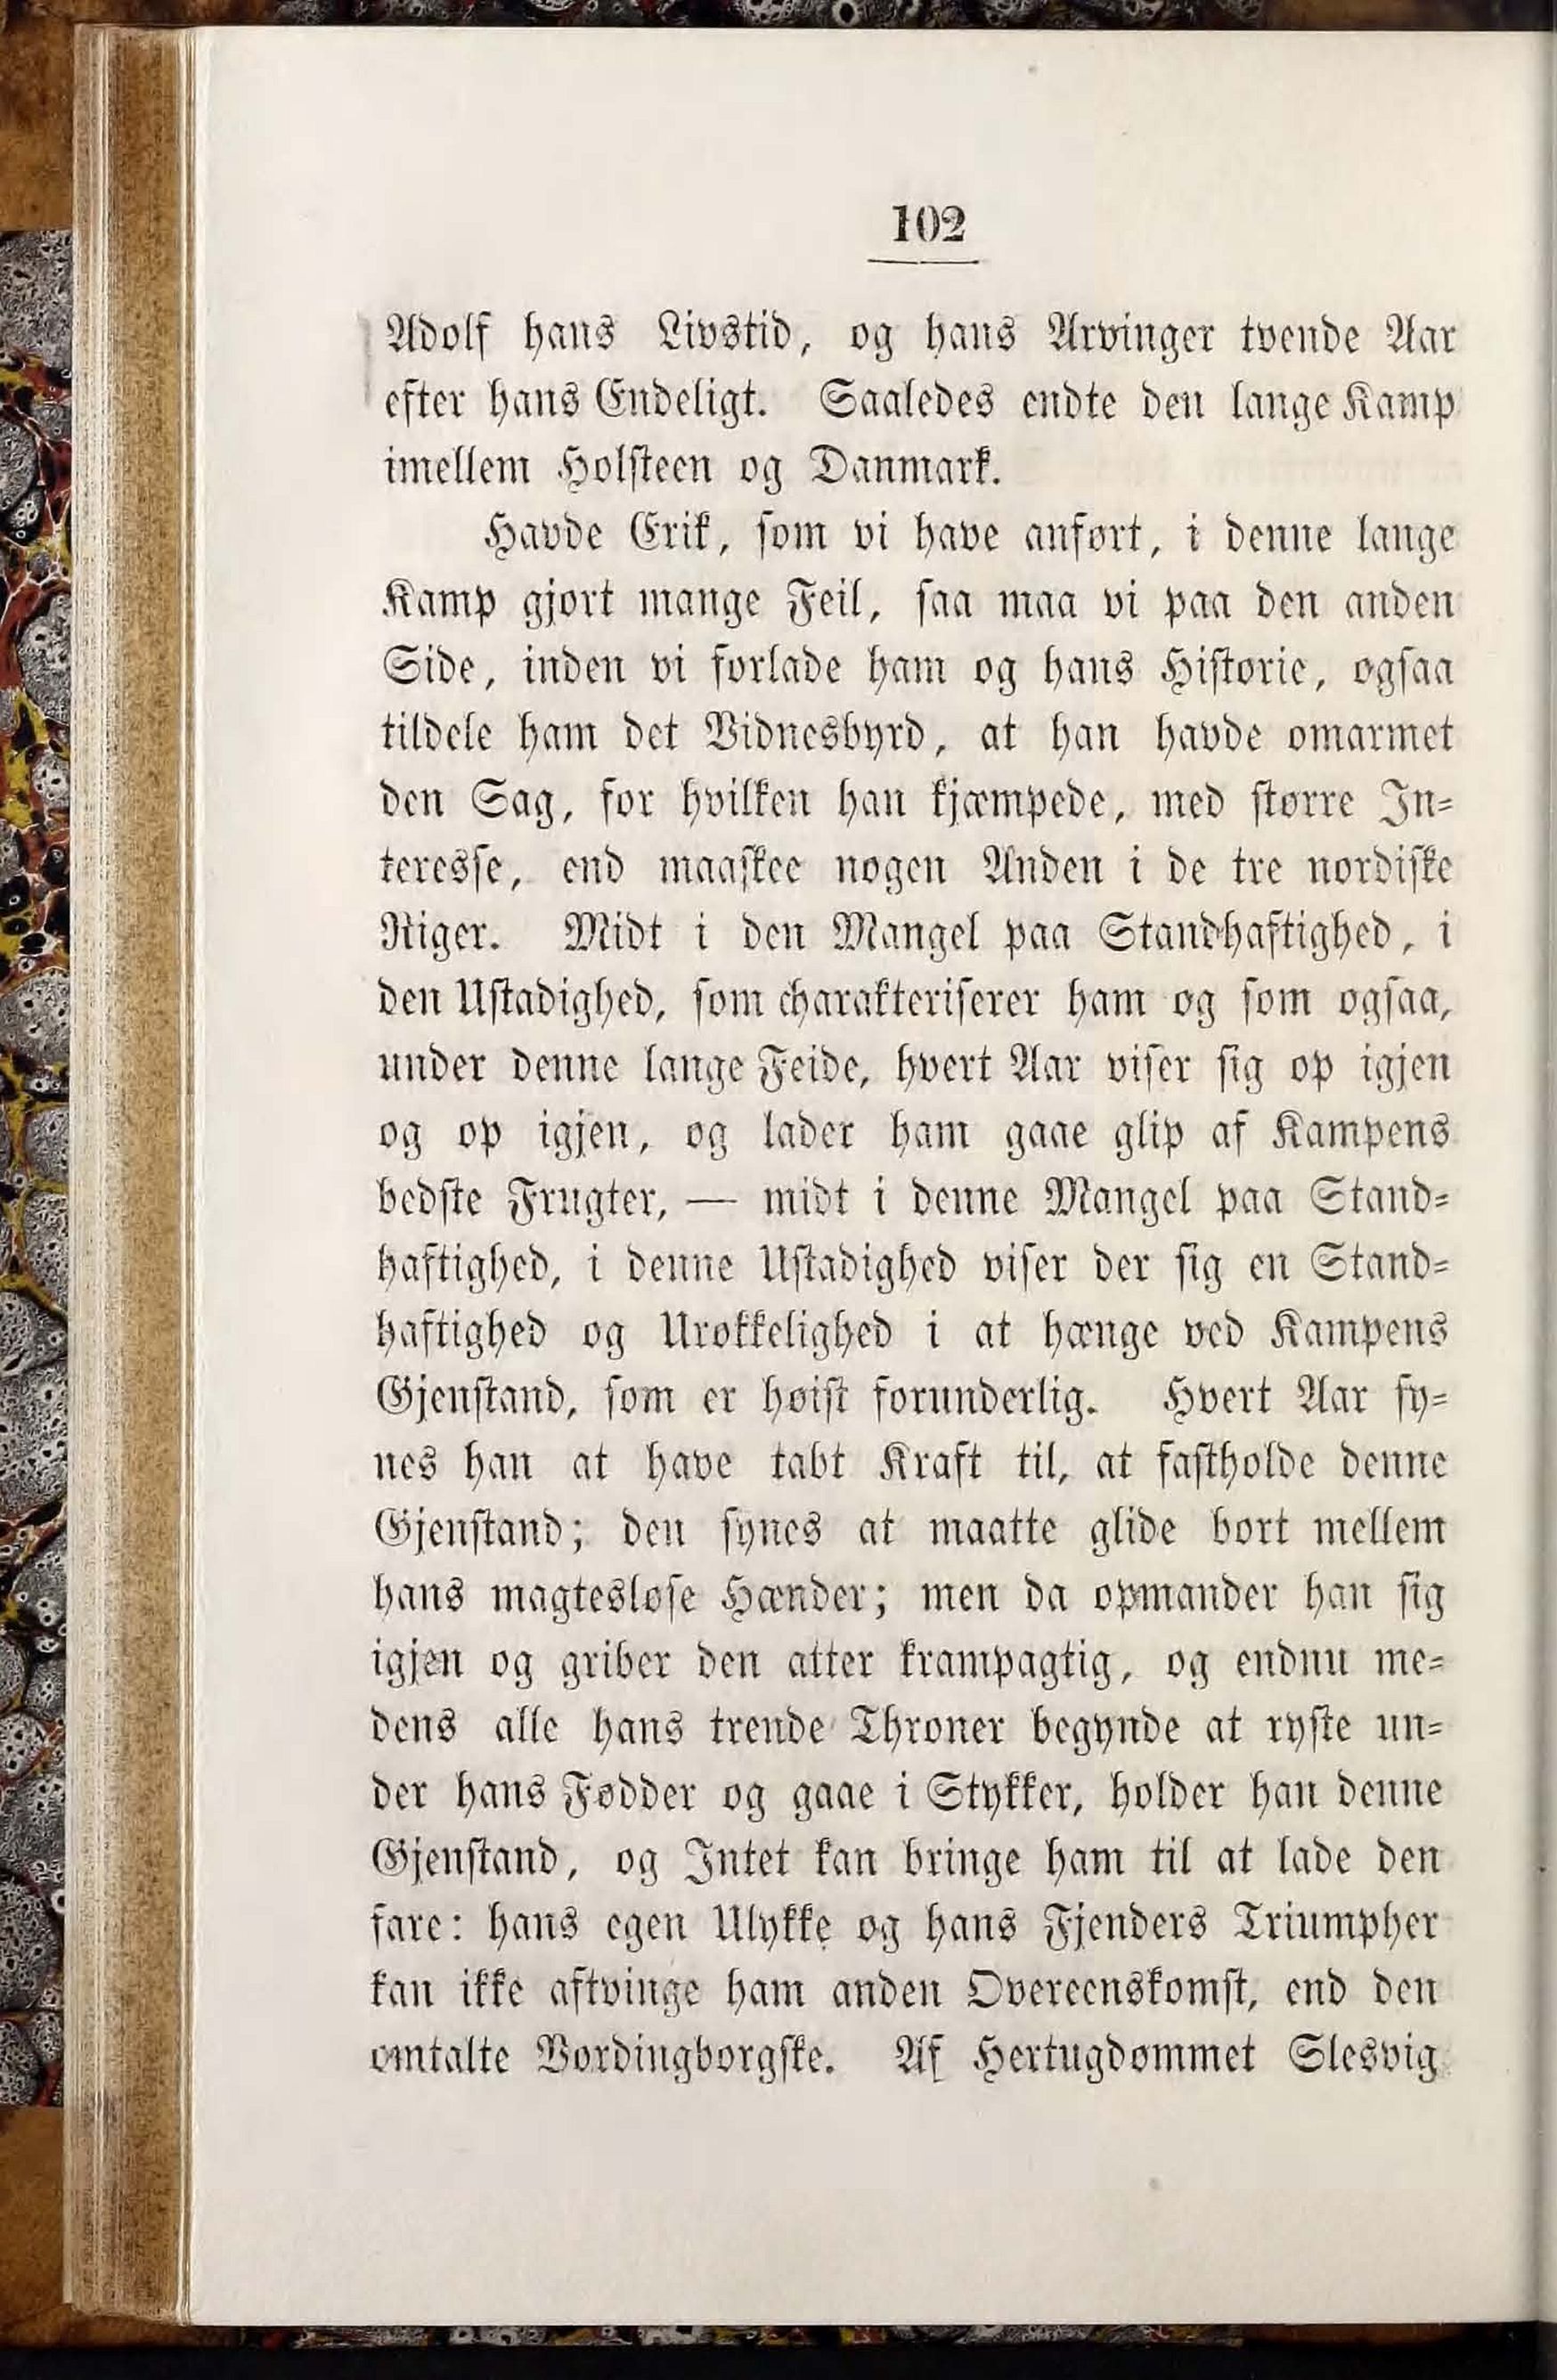 102
Adolf hans Livstid, og hans Arvinger tvende Aar
efter hans Endeligt. Saaledes endte den lange Kamp
imellem Holsteen og Danmark.
Havde Erik, som vi have anført, i denne lange
Kamp gjort mange Feil, saa maa vi paa den anden
Side, inden vi forlade ham og hans Historie, ogsaa
tildele ham det Vidnesbyrd, at han havde omarmet
den Sag, for hvilken han kjæmpede, med større In-
teresse, end maaskee nogen Anden i de tre nordiske
Riger. Midt i den Mangel paa Standhaftighed, i
den Ustadighed, som charakteriserer ham og som ogsaa,
under denne lange Feide, hvert Aar viser sig op igjen
og op igjen, og lader ham gaae glip af Kampens
bedste Frugter, — midt i denne Mangel paa Stand-
haftighed, i denne Ustadighed viser der sig en Stand-
haftighed og Urokkelighed i at hænge ved Kampens
Gjenstand, som er høist forunderlig. Hvert Aar sy-
nes han at have tabt Kraft til, at fastholde denne
Gjenstand; den synes at maatte glide bort mellem
hans magtesløse Hænder; men da opmander han sig
igjen og griber den atter krampagtig, og endnu me-
dens alle hans trende Throner begynde at ryste un-
der hans Fødder og gaae i Stykker, holder han denne
Gjenstand, og Intet kan bringe ham til at lade den
fare: hans egen Ulykke og hans Fjenders Triumpher
kan ikke aftvinge ham anden Overeenskomst, end den
omtalte Vordingborgske. Af Hertugdømmet Slesvig